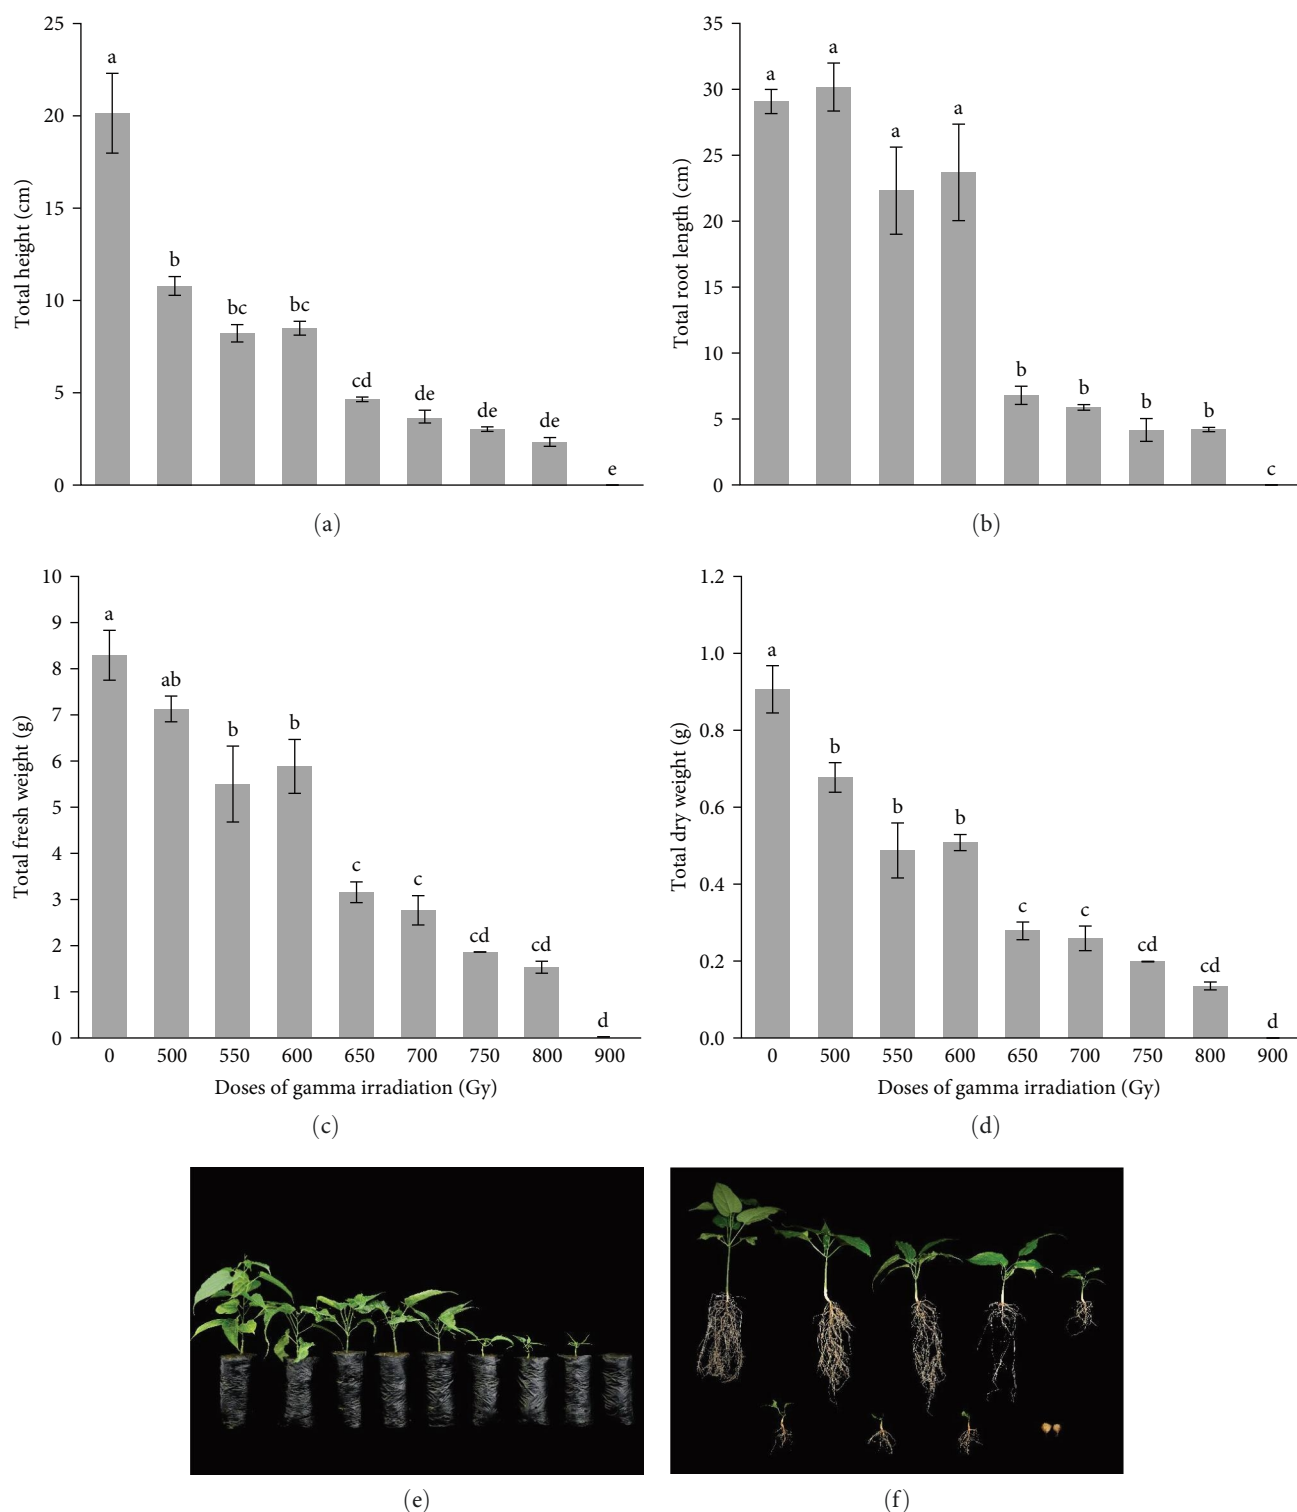 25
20
15
10
5
0
Total height (cm)
a
b
bc
bc
cd
de
de
de
e
(a)
35
30
25
20
15
10
5
0
Total root length (cm)
a
a
a
a
b
b
b
b
c
(b)
10
9
8
7
6
5
4
3
2
1
0
Total fresh weight (g)
a
ab
b
b
c
c
cd
cd
d
0 500 550 600 650 700 750 800 900
Doses of gamma irradiation (Gy)
(c)
1.2
1.0
0.8
0.6
0.4
0.2
0.0
Total dry weight (g)
a
b
b
b
c
c
cd
cd
d
0 500 550 600 650 700 750 800 900
Doses of gamma irradiation (Gy)
(d)
(e)
(f)